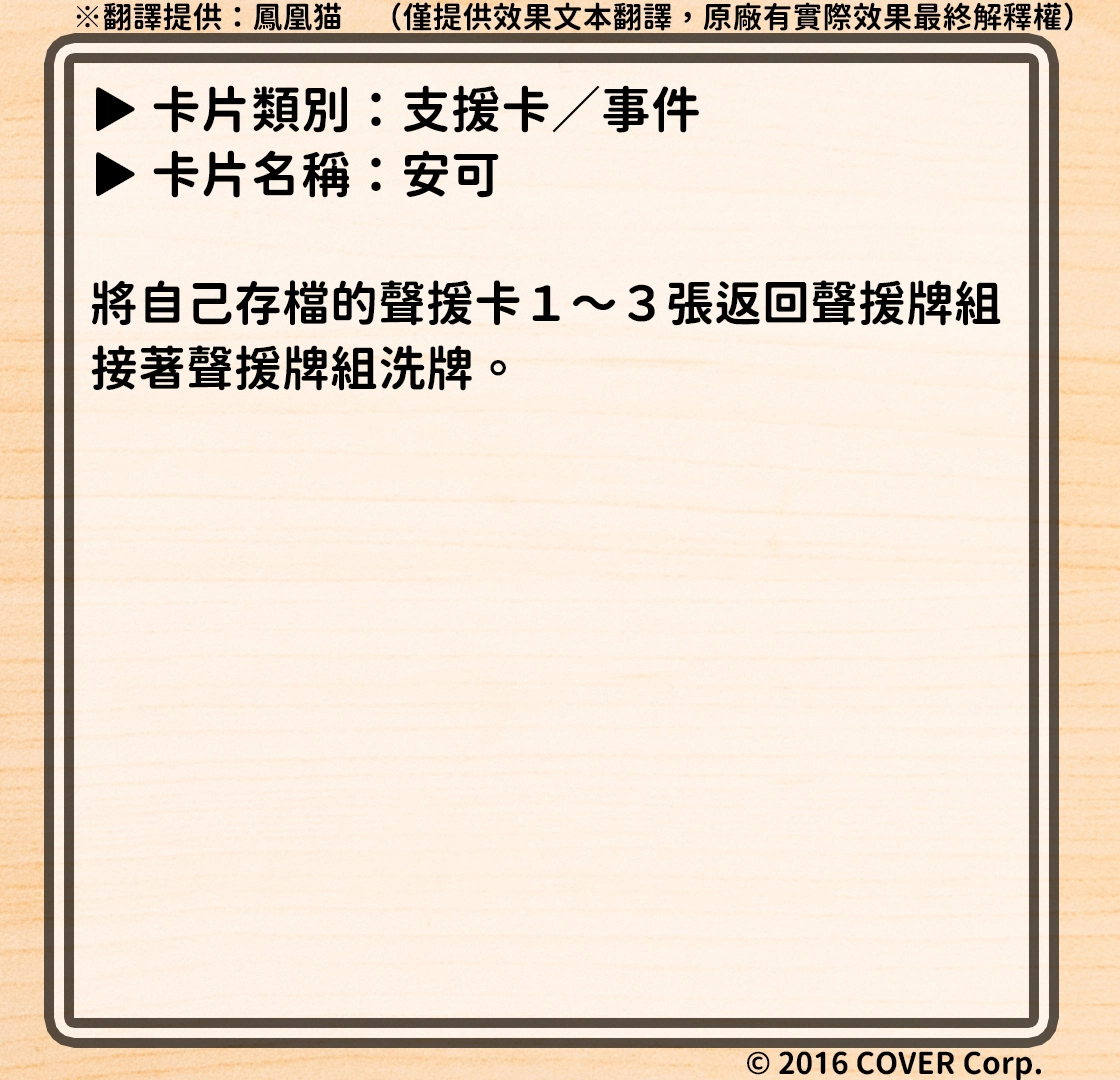 ※翻譯提供：鳳凰猫　（僅提供效果文本翻譯，原廠有實際效果最終解釋權）
▶ 卡片類別：支援卡／事件
▶ 卡片名稱：安可
將自己存檔的聲援卡１～３張返回聲援牌組
接著聲援牌組洗牌。
© 2016 COVER Corp.